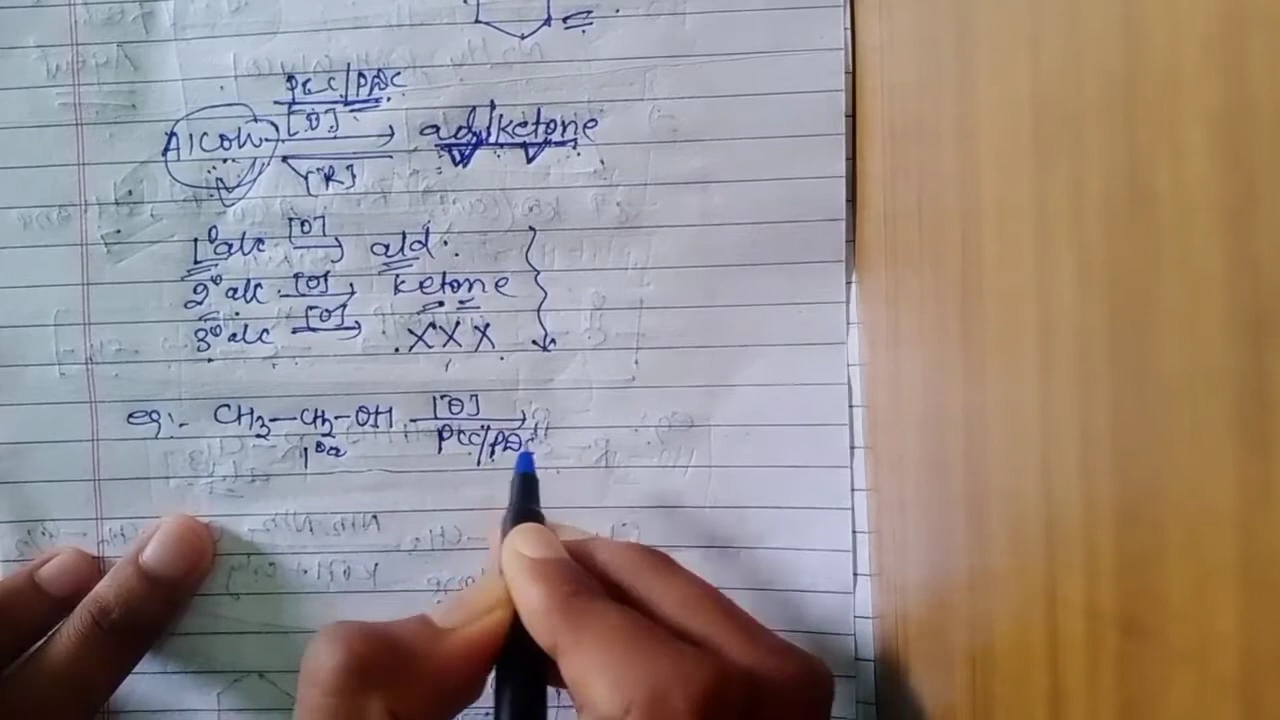 PCC/PDC
Alcoh [O] ald/ketone
[R]
1° alc [O] ald.
2° alc [O] ketone
3° alc [O] XXX
eg:- CH3-CH2-OH [O]
1° PCC/PDC